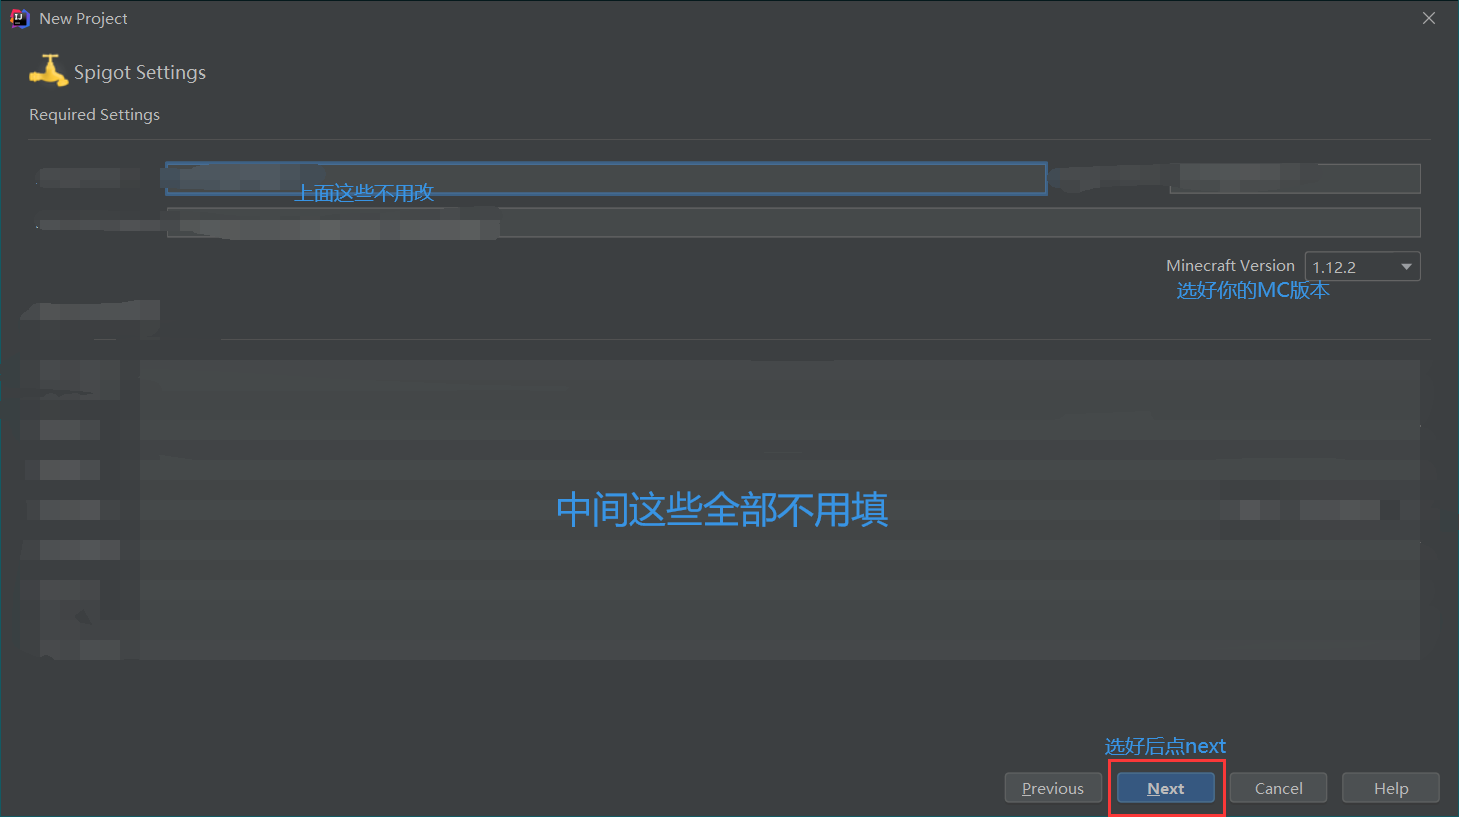 New Project
Spigot Settings
Required Settings
上面这些不用改
Minecraft Version 1.12.2
选好你的MC版本
中间这些全部不用填
选好后点next
Previous Next Cancel Help